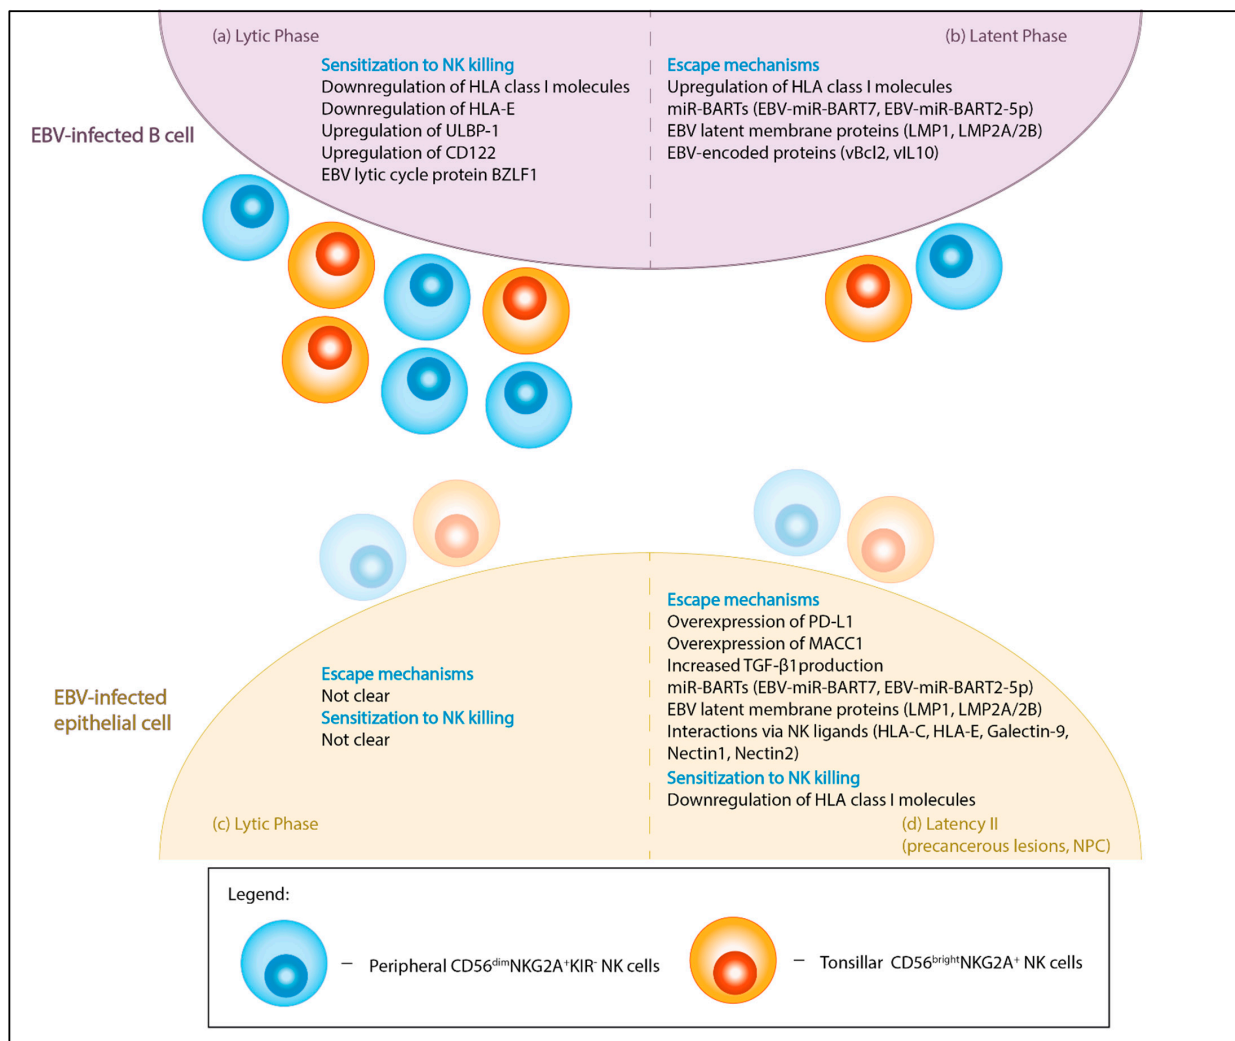 (a) Lytic Phase
Sensitization to NK killing
Downregulation of HLA class I molecules
Downregulation of HLA-E
Upregulation of ULBP-1
Upregulation of CD122
EBV lytic cycle protein BZLF1
(b) Latent Phase
Escape mechanisms
Upregulation of HLA class I molecules
miR-BARTs (EBV-miR-BART7, EBV-miR-BART2-5p)
EBV latent membrane proteins (LMP1, LMP2A/2B)
EBV-encoded proteins (vBcl2, vIL10)
EBV-infected B cell
EBV-infected
epithelial cell
Escape mechanisms
Not clear
Sensitization to NK killing
Not clear
(c) Lytic Phase
Escape mechanisms
Overexpression of PD-L1
Overexpression of MACC1
Increased TGF-β1 production
miR-BARTs (EBV-miR-BART7, EBV-miR-BART2-5p)
EBV latent membrane proteins (LMP1, LMP2A/2B)
Interactions via NK ligands (HLA-C, HLA-E, Galectin-9,
Nectin1, Nectin2)
Sensitization to NK killing
Downregulation of HLA class I molecules
(d) Latency II
(precancerous lesions, NPC)
Legend:
– Peripheral CD56dimNKG2A+KIR- NK cells
– Tonsillar CD56brightNKG2A+ NK cells